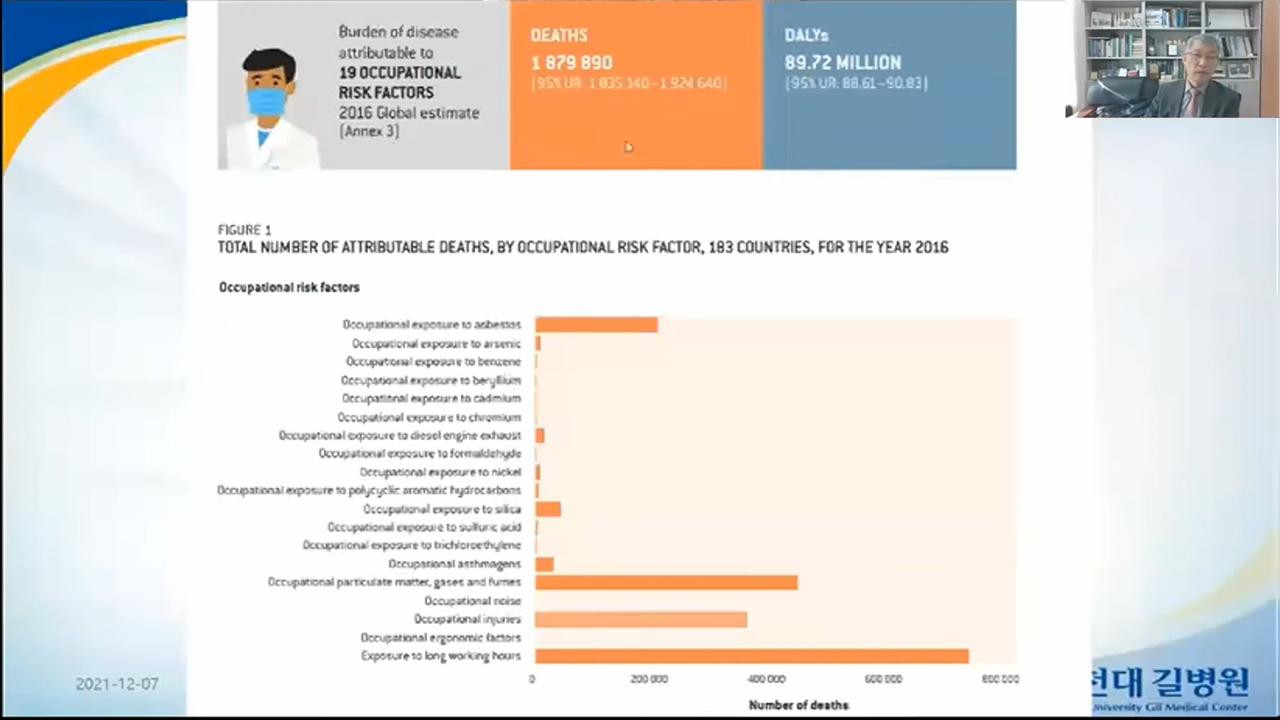 Burden of disease
attributable to
19 OCCUPATIONAL
RISK FACTORS
2016 Global estimate
(Annex 3)
DEATHS
1 879 890
(95% UR: 1 835 140–1 924 640)
DALYs
89.72 MILLION
(95% UR: 88.61–90.83)
FIGURE 1
TOTAL NUMBER OF ATTRIBUTABLE DEATHS, BY OCCUPATIONAL RISK FACTOR, 183 COUNTRIES, FOR THE YEAR 2016
Occupational risk factors
Occupational exposure to asbestos
Occupational exposure to arsenic
Occupational exposure to benzene
Occupational exposure to beryllium
Occupational exposure to cadmium
Occupational exposure to chromium
Occupational exposure to diesel engine exhaust
Occupational exposure to formaldehyde
Occupational exposure to nickel
Occupational exposure to polycyclic aromatic hydrocarbons
Occupational exposure to silica
Occupational exposure to sulfuric acid
Occupational exposure to trichloroethylene
Occupational asthmagens
Occupational particulate matter, gases and fumes
Occupational noise
Occupational injuries
Occupational ergonomic factors
Exposure to long working hours
0 200 000 400 000 600 000 800 000
Number of deaths
2021-12-07
천대 길병원
University Gil Medical Center